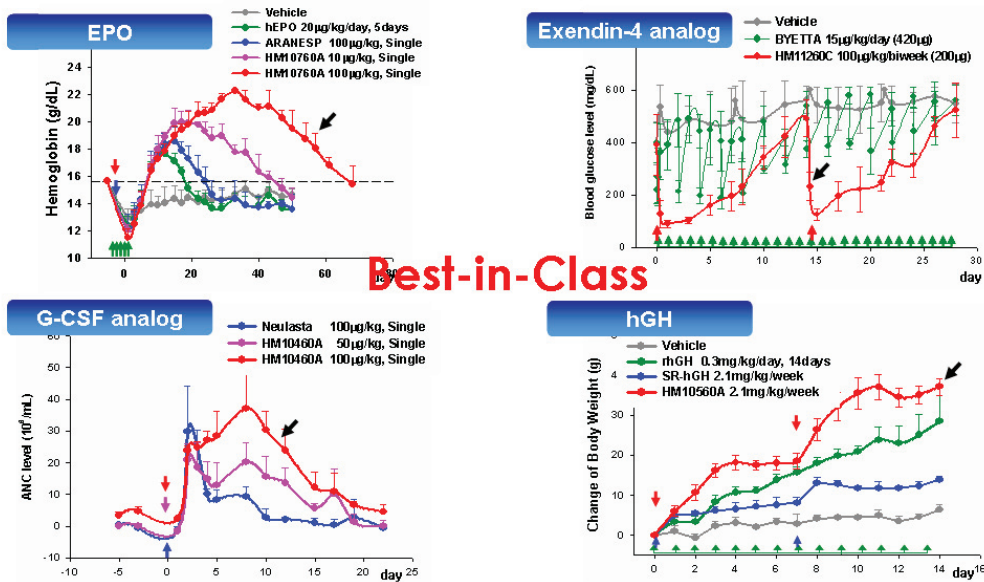 EPO
Vehicle
hEPO 20µg/kg/day, 5days
ARANESP 100µg/kg, Single
HM10760A 10µg/kg, Single
HM10760A 100µg/kg, Single
Hemoglobin (g/dL)
24
22
20
18
16
14
12
10
0 20 40 60 80
day
Exendin-4 analog
Vehicle
BYETTA 15µg/kg/day (420µg)
HM11260C 100µg/kg/biweek (200µg)
Blood glucose level (mg/dL)
800
600
400
200
0
0 5 10 15 20 25 30
day
Best-in-Class
G-CSF analog
Neulasta 100µg/kg, Single
HM10460A 50µg/kg, Single
HM10460A 100µg/kg, Single
ANC level (10⁶/mL)
60
50
40
30
20
10
0
-10
-10 -5 0 5 10 15 20 25
day
hGH
Vehicle
rhGH 0.3mg/kg/day, 14days
SR-hGH 2.1mg/kg/week
HM10560A 2.1mg/kg/week
Change of Body Weight (g)
30
20
10
0
0 2 4 6 8 10 12 14 16
day